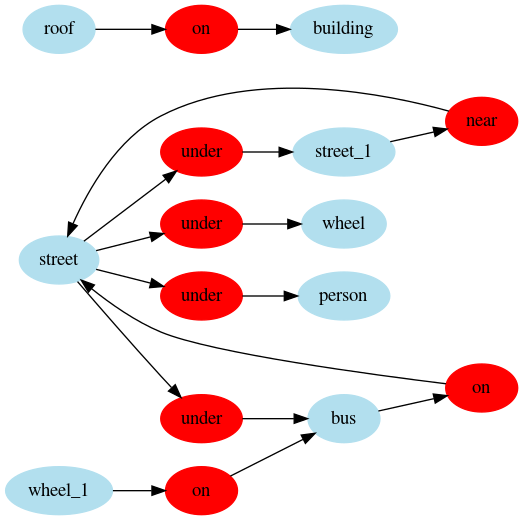 roof on building
near
under street_1
under wheel
street
under person
on
under bus
wheel_1 on